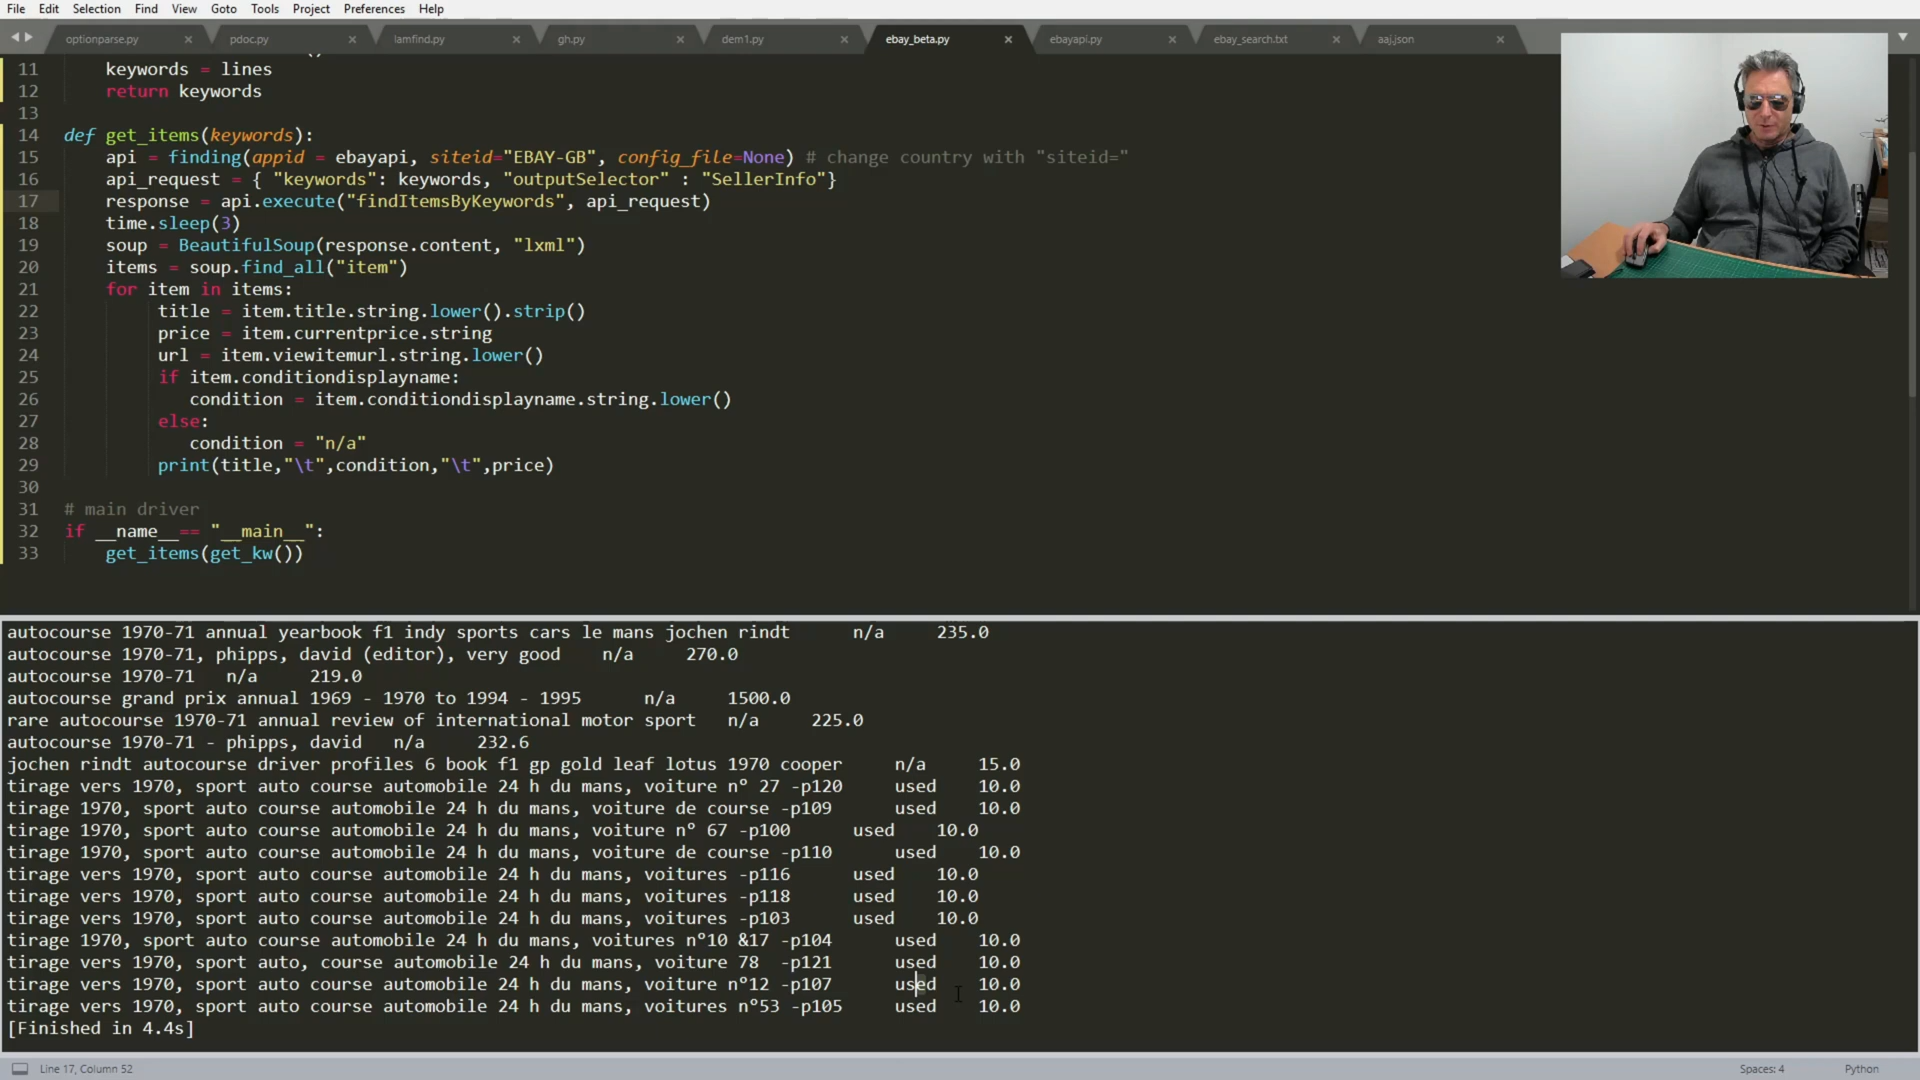 File Edit Selection Find View Goto Tools Project Preferences Help
optionparse.py pdoc.py iamfind.py gh.py dem1.py ebay_beta.py ebayapi.py ebay_search.txt aaj.json
11 keywords = lines
12 return keywords
13
14 def get_items(keywords):
15 api = finding(appid = ebayapi, siteid="EBAY-GB", config_file=None) # change country with "siteid="
16 api_request = { "keywords": keywords, "outputSelector" : "SellerInfo"}
17 response = api.execute("findItemsByKeywords", api_request)
18 time.sleep(3)
19 soup = BeautifulSoup(response.content, "lxml")
20 items = soup.find_all("item")
21 for item in items:
22 title = item.title.string.lower().strip()
23 price = item.currentprice.string
24 url = item.viewitemurl.string.lower()
25 if item.conditiondisplayname:
26 condition = item.conditiondisplayname.string.lower()
27 else:
28 condition = "n/a"
29 print(title,"\t",condition,"\t",price)
30
31 # main driver
32 if __name__== "__main__":
33 get_items(get_kw())
autocourse 1970-71 annual yearbook f1 indy sports cars le mans jochen rindt n/a 235.0
autocourse 1970-71, phipps, david (editor), very good n/a 270.0
autocourse 1970-71 n/a 219.0
autocourse grand prix annual 1969 - 1970 to 1994 - 1995 n/a 1500.0
rare autocourse 1970-71 annual review of international motor sport n/a 225.0
autocourse 1970-71 - phipps, david n/a 232.6
jochen rindt autocourse driver profiles 6 book f1 gp gold leaf lotus 1970 cooper n/a 15.0
tirage vers 1970, sport auto course automobile 24 h du mans, voiture n° 27 -p120 used 10.0
tirage 1970, sport auto course automobile 24 h du mans, voiture de course -p109 used 10.0
tirage 1970, sport auto course automobile 24 h du mans, voiture n° 67 -p100 used 10.0
tirage 1970, sport auto course automobile 24 h du mans, voiture de course -p110 used 10.0
tirage vers 1970, sport auto course automobile 24 h du mans, voitures -p116 used 10.0
tirage vers 1970, sport auto course automobile 24 h du mans, voitures -p118 used 10.0
tirage vers 1970, sport auto course automobile 24 h du mans, voitures -p103 used 10.0
tirage 1970, sport auto course automobile 24 h du mans, voitures n°10 &17 -p104 used 10.0
tirage vers 1970, sport auto, course automobile 24 h du mans, voiture 78 -p121 used 10.0
tirage vers 1970, sport auto course automobile 24 h du mans, voiture n°12 -p107 used 10.0
tirage vers 1970, sport auto course automobile 24 h du mans, voitures n°53 -p105 used 10.0
[Finished in 4.4s]
Line 17, Column 52 Spaces: 4 Python